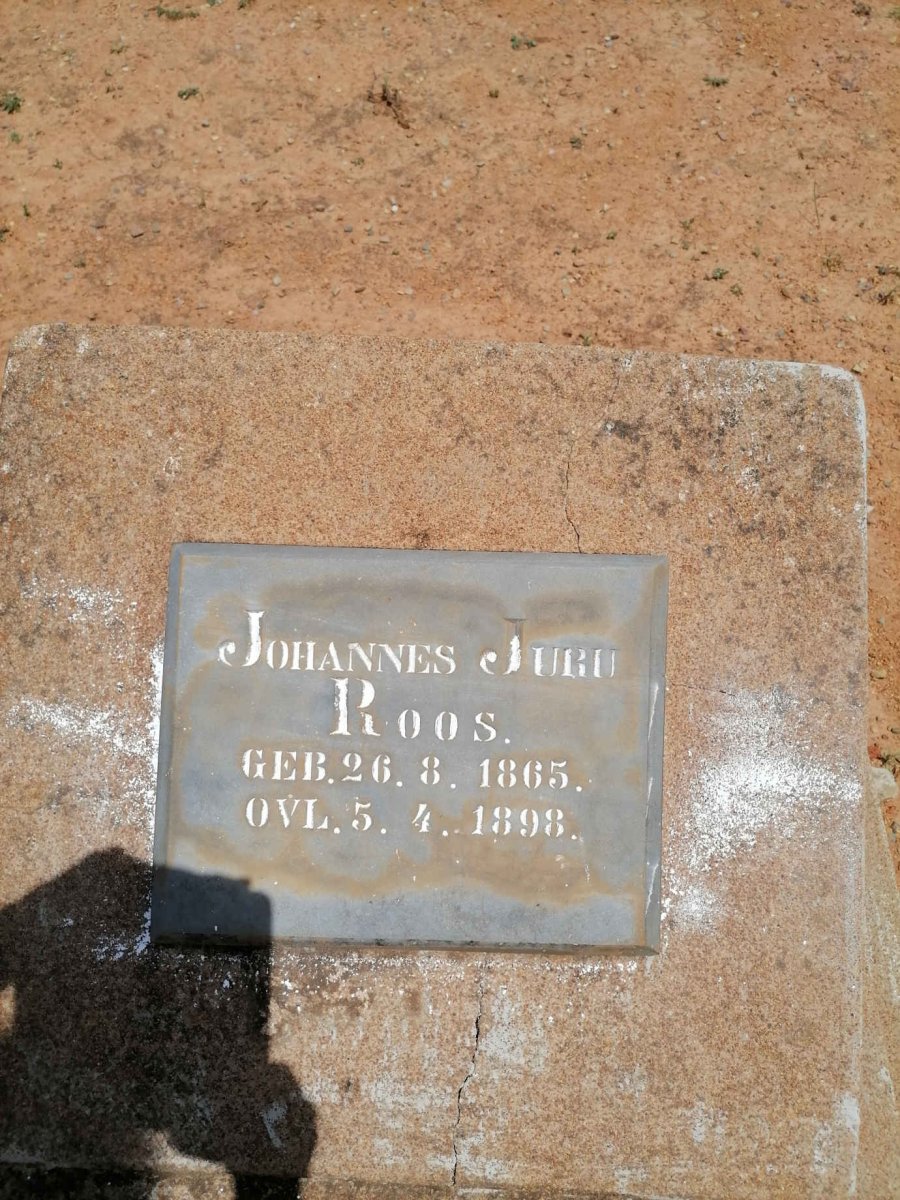 JOHANNES JURU
ROOS.
GEB. 26. 8. 1865.
OVL. 5. 4. 1898.